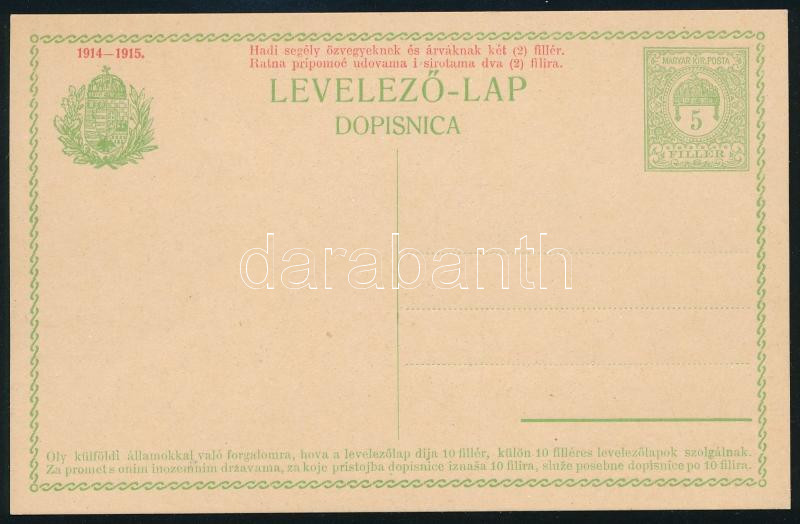 1914—1915.
Hadi segély özvegyeknek és árváknak két (2) fillér.
Ratna pripomoć udovama i sirotama dva (2) filira.
MAGYAR KIR. POSTA
5
FILLÉR
LEVELEZŐ-LAP
DOPISNICA
darabanth
Oly külföldi államokkal való forgalomra, hova a levelezőlap díja 10 fillér, külön 10 filléres levelezőlapok szolgálnak.
Za promet s onim inozemnim državama, za koje pristojba dopisnice iznaša 10 filira, služe posebne dopisnice po 10 filira.